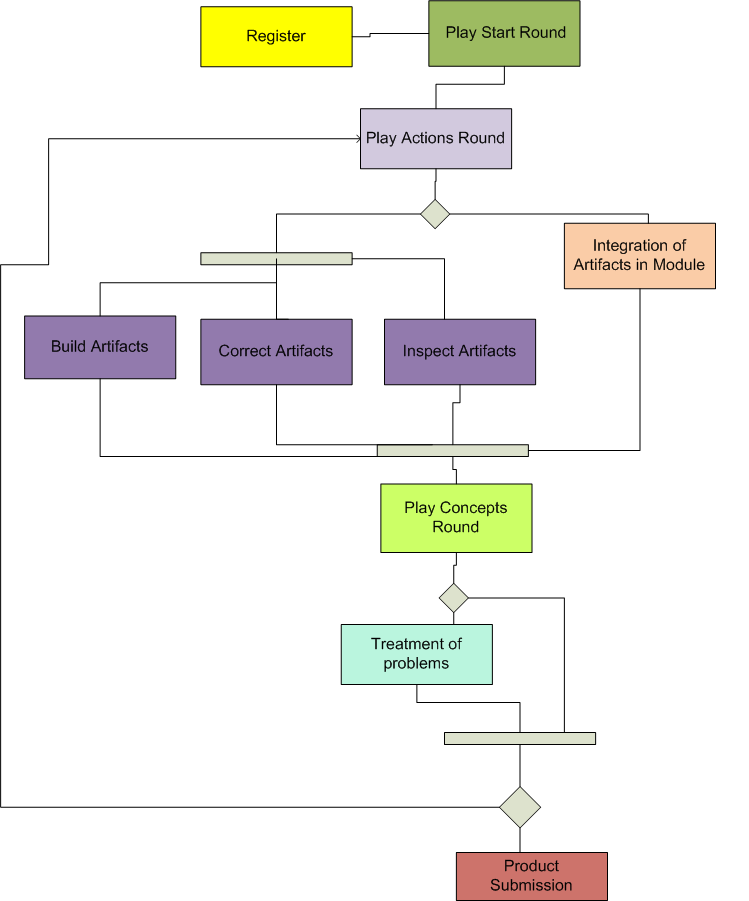 Register
Play Start Round
Play Actions Round
Integration of
Artifacts in Module
Build Artifacts
Correct Artifacts
Inspect Artifacts
Play Concepts
Round
Treatment of
problems
Product
Submission